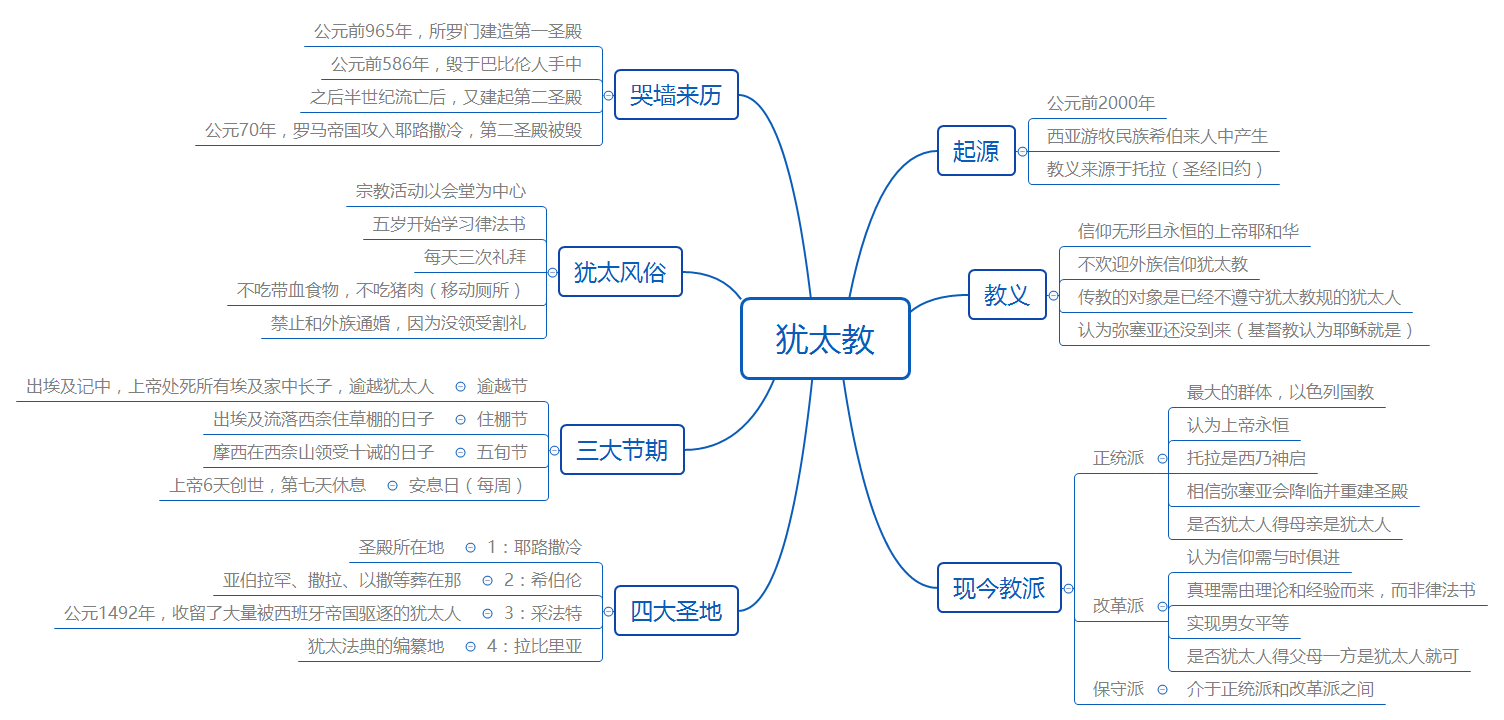 犹太教
起源
公元前2000年
西亚游牧民族希伯来人中产生
教义来源于托拉（圣经旧约）
教义
信仰无形且永恒的上帝耶和华
不欢迎外族信仰犹太教
传教的对象是已经不遵守犹太教规的犹太人
认为弥塞亚还没到来（基督教认为耶稣就是）
现今教派
正统派
最大的群体，以色列国教
认为上帝永恒
托拉是西乃神启
相信弥塞亚会降临并重建圣殿
是否犹太人得母亲是犹太人
改革派
认为信仰需与时俱进
真理需由理论和经验而来，而非律法书
实现男女平等
是否犹太人得父母一方是犹太人就可
保守派
介于正统派和改革派之间
哭墙来历
公元前965年，所罗门建造第一圣殿
公元前586年，毁于巴比伦人手中
之后半世纪流亡后，又建起第二圣殿
公元70年，罗马帝国攻入耶路撒冷，第二圣殿被毁
犹太风俗
宗教活动以会堂为中心
五岁开始学习律法书
每天三次礼拜
不吃带血食物，不吃猪肉（移动厕所）
禁止和外族通婚，因为没领受割礼
三大节期
逾越节
出埃及记中，上帝处死所有埃及家中长子，逾越犹太人
住棚节
出埃及流落西奈住草棚的日子
五旬节
摩西在西奈山领受十诫的日子
安息日（每周）
上帝6天创世，第七天休息
四大圣地
1：耶路撒冷
圣殿所在地
2：希伯伦
亚伯拉罕、撒拉、以撒等葬在那
3：采法特
公元1492年，收留了大量被西班牙帝国驱逐的犹太人
4：拉比里亚
犹太法典的编纂地